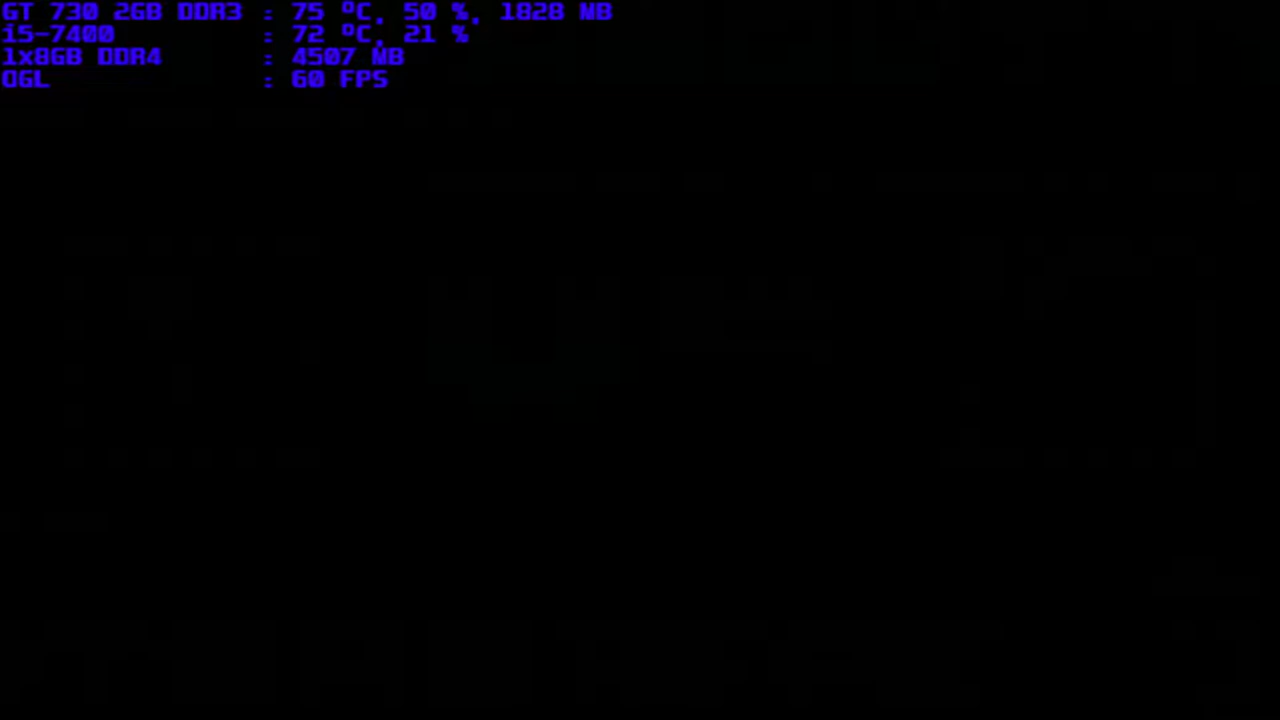 GT 730 2GB DDR3 : 75 ºC, 50 %, 1828 MB
i5-7400 : 72 ºC, 21 %
1x8GB DDR4 : 4507 MB
OGL : 60 FPS